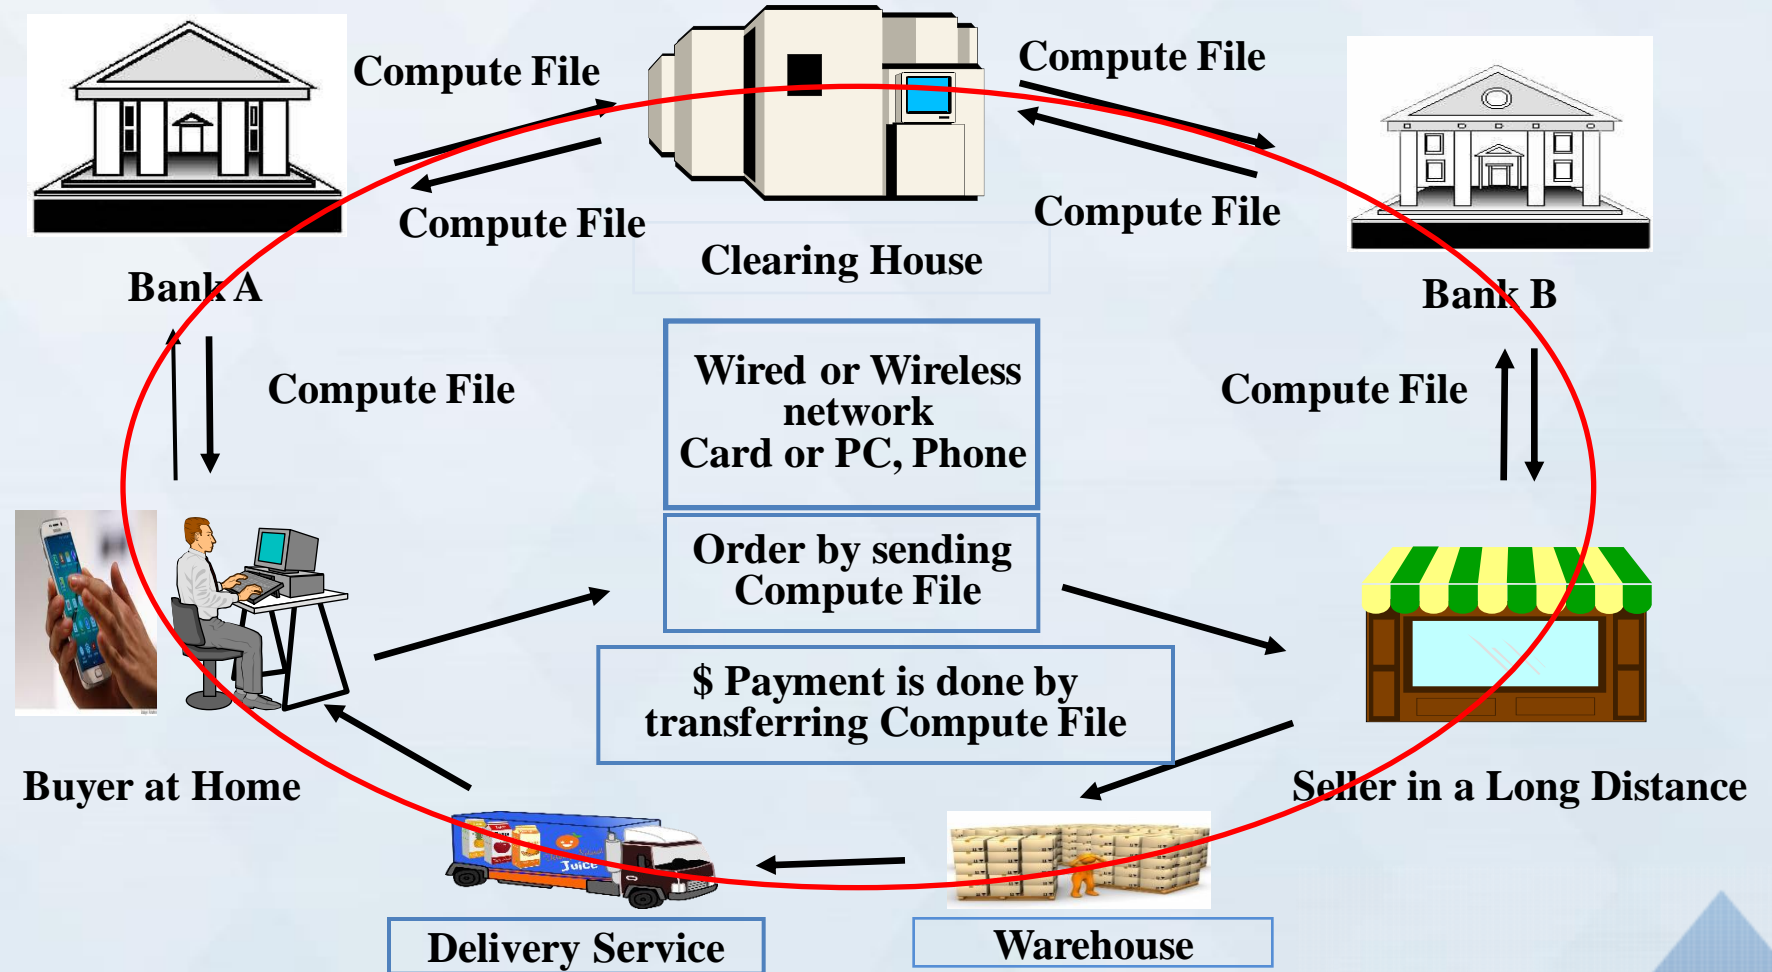 Compute File
Compute File
Compute File
Compute File
Clearing House
Bank A
Bank B
Compute File
Wired or Wireless
network
Card or PC, Phone
Compute File
Order by sending
Compute File
$ Payment is done by
transferring Compute File
Buyer at Home
Seller in a Long Distance
Juice
Delivery Service
Warehouse